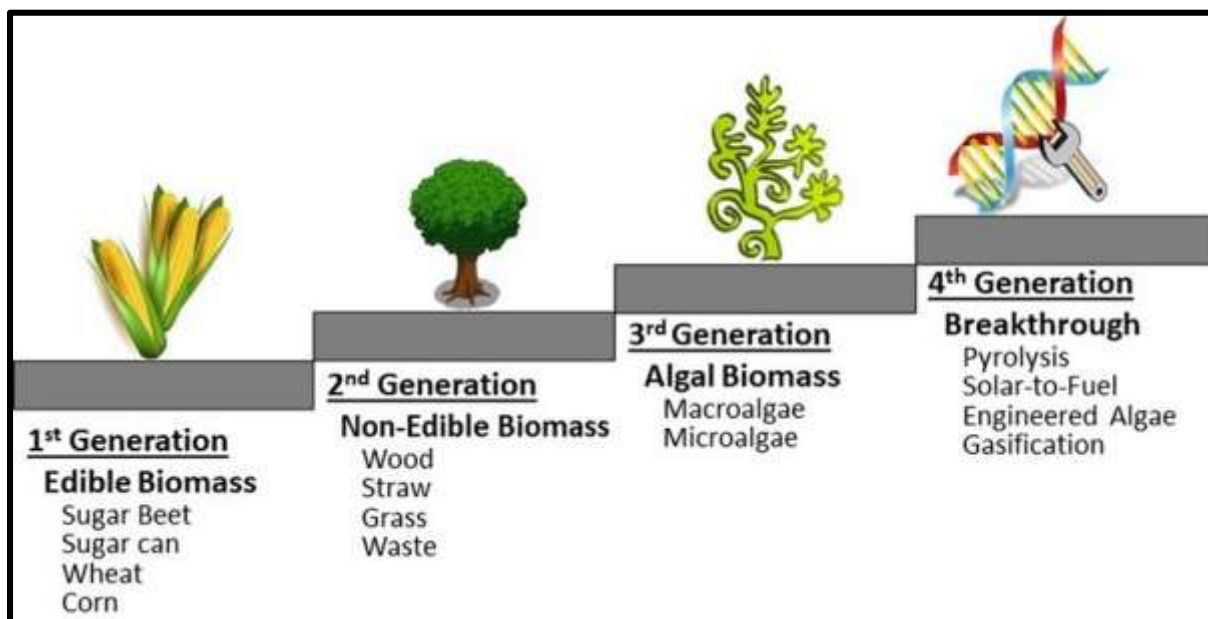 1st Generation
Edible Biomass
Sugar Beet
Sugar can
Wheat
Corn
2nd Generation
Non-Edible Biomass
Wood
Straw
Grass
Waste
3rd Generation
Algal Biomass
Macroalgae
Microalgae
4th Generation
Breakthrough
Pyrolysis
Solar-to-Fuel
Engineered Algae
Gasification